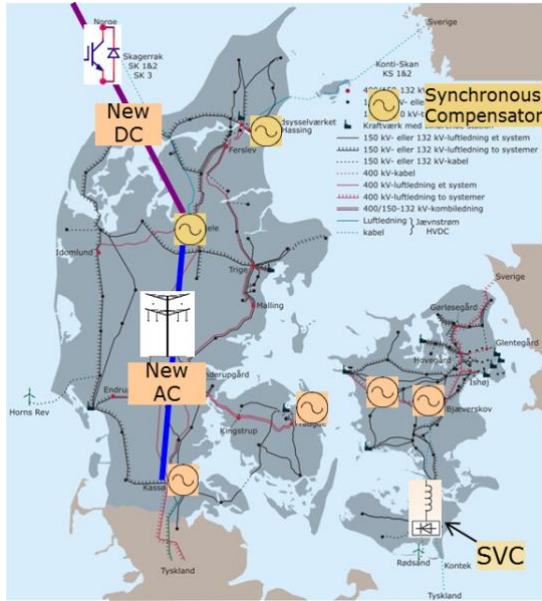 Norge
Sverige
Skagerrak
SK 1&2
SK 3
Konti-Skan
KS 1&2
New
DC
Synchronous
Compensator
Ferslev
Kraftværk med
150 kV- eller 132 kV-luftledning et system
150 kV- eller 132 kV-luftledning to systemer
150 kV- eller 132 kV-kabel
400 kV-kabel
400 kV-luftledning et system
400 kV-luftledning to systemer
400/150-132 kV-kombiledning
Luftledning
kabel
Jævnstrøm
HVDC
Idomlund
Trige
Malling
Sverige
Gørløsegård
Glentegård
Hovegård
Ishøj
Bjæverskov
New
AC
Horns Rev
Kingstrup
Kassø
SVC
Rødsand
Kontek
Tyskland
Tyskland